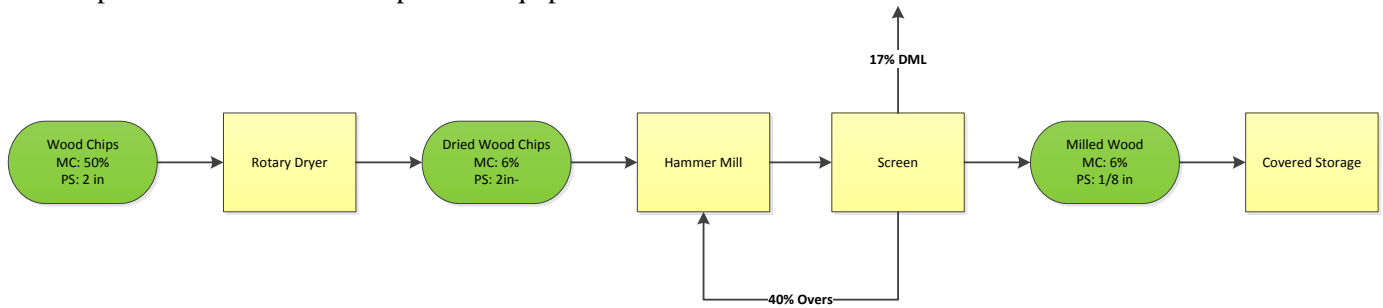 17% DML
Wood Chips
MC: 50%
PS: 2 in
Rotary Dryer
Dried Wood Chips
MC: 6%
PS: 2in-
Hammer Mill
Screen
Milled Wood
MC: 6%
PS: 1/8 in
Covered Storage
40% Overs